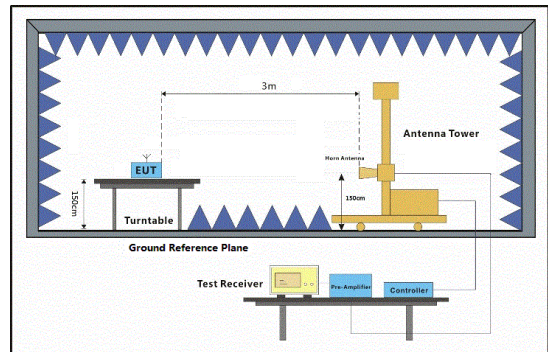 3m
Antenna Tower
Horn Antenna
EUT
150cm
150cm
Turntable
Ground Reference Plane
Test Receiver
Pre-Amplifier
Controller